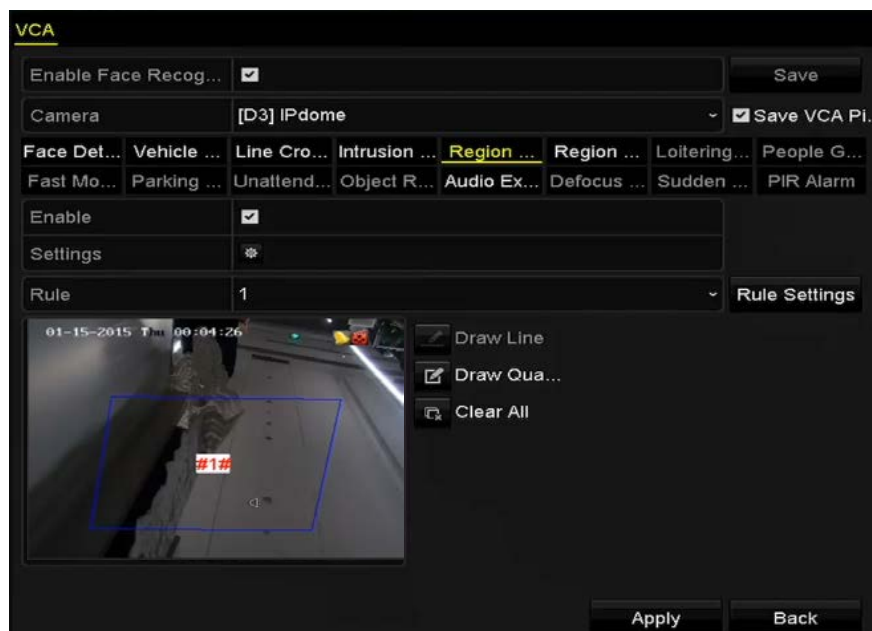 VCA
Enable Face Recog... Save
Camera [D3] IPdome Save VCA Pi.
Face Det... Vehicle ... Line Cro... Intrusion ... Region ... Region ... Loitering... People G...
Fast Mo... Parking ... Unattend... Object R... Audio Ex... Defocus ... Sudden ... PIR Alarm
Enable
Settings
Rule 1 Rule Settings
01-15-2015 Thu 00:04:26
Draw Line
Draw Qua...
Clear All
#1#
Apply Back